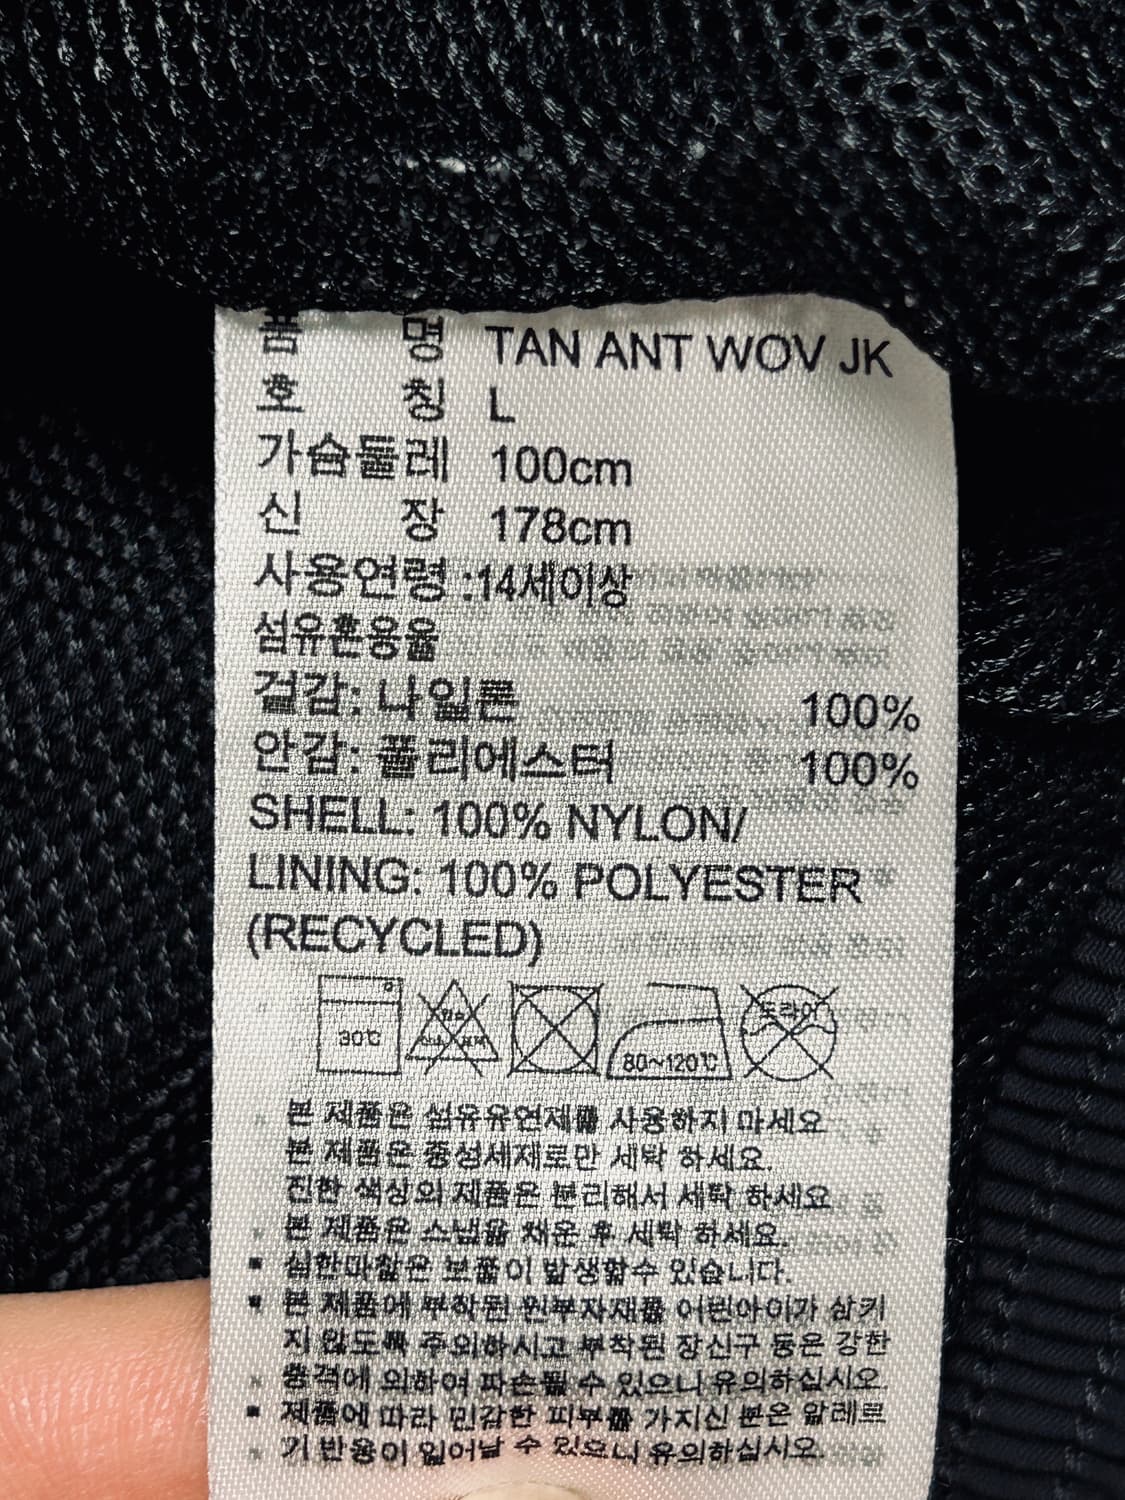 품 명 TAN ANT WOV JK
호 칭 L
가슴둘레 100cm
신 장 178cm
사용연령 :14세이상
섬유혼용율
겉감: 나일론 100%
안감: 폴리에스터 100%
SHELL: 100% NYLON/
LINING: 100% POLYESTER
(RECYCLED)
30℃ 80~120℃ 드라이
본 제품은 섬유유연제를 사용하지 마세요
본 제품은 중성세제로만 세탁 하세요.
진한 색상의 제품은 분리해서 세탁 하세요
본 제품은 스냅을 채운 후 세탁 하세요.
▪ 심한마찰은 보풀이 발생할수 있습니다.
▪ 본 제품에 부착된 원부자재를 어린아이가 삼키
지 않도록 주의하시고 부착된 장신구 등은 강한
충격에 의하여 파손될 수 있으니 유의하십시오.
▪ 제품에 따라 민감한 피부를 가지신 분은 알레르
기 반응이 일어날 수 있으니 유의하십시오.